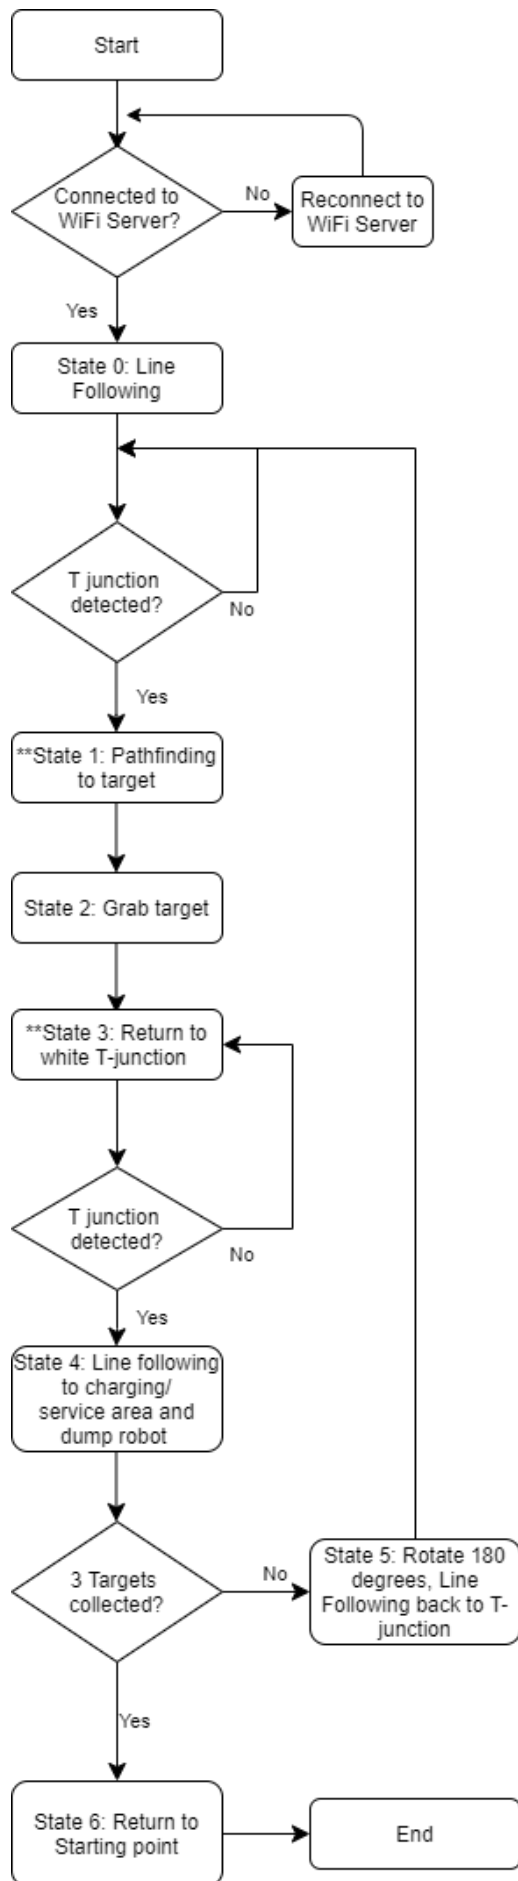 Start
Connected to
WiFi Server?
No
Reconnect to
WiFi Server
Yes
State 0: Line
Following
T junction
detected?
No
Yes
**State 1: Pathfinding
to target
State 2: Grab target
**State 3: Return to
white T-junction
T junction
detected?
No
Yes
State 4: Line following
to charging/
service area and
dump robot
3 Targets
collected?
No
State 5: Rotate 180
degrees, Line
Following back to T-
junction
Yes
State 6: Return to
Starting point
End